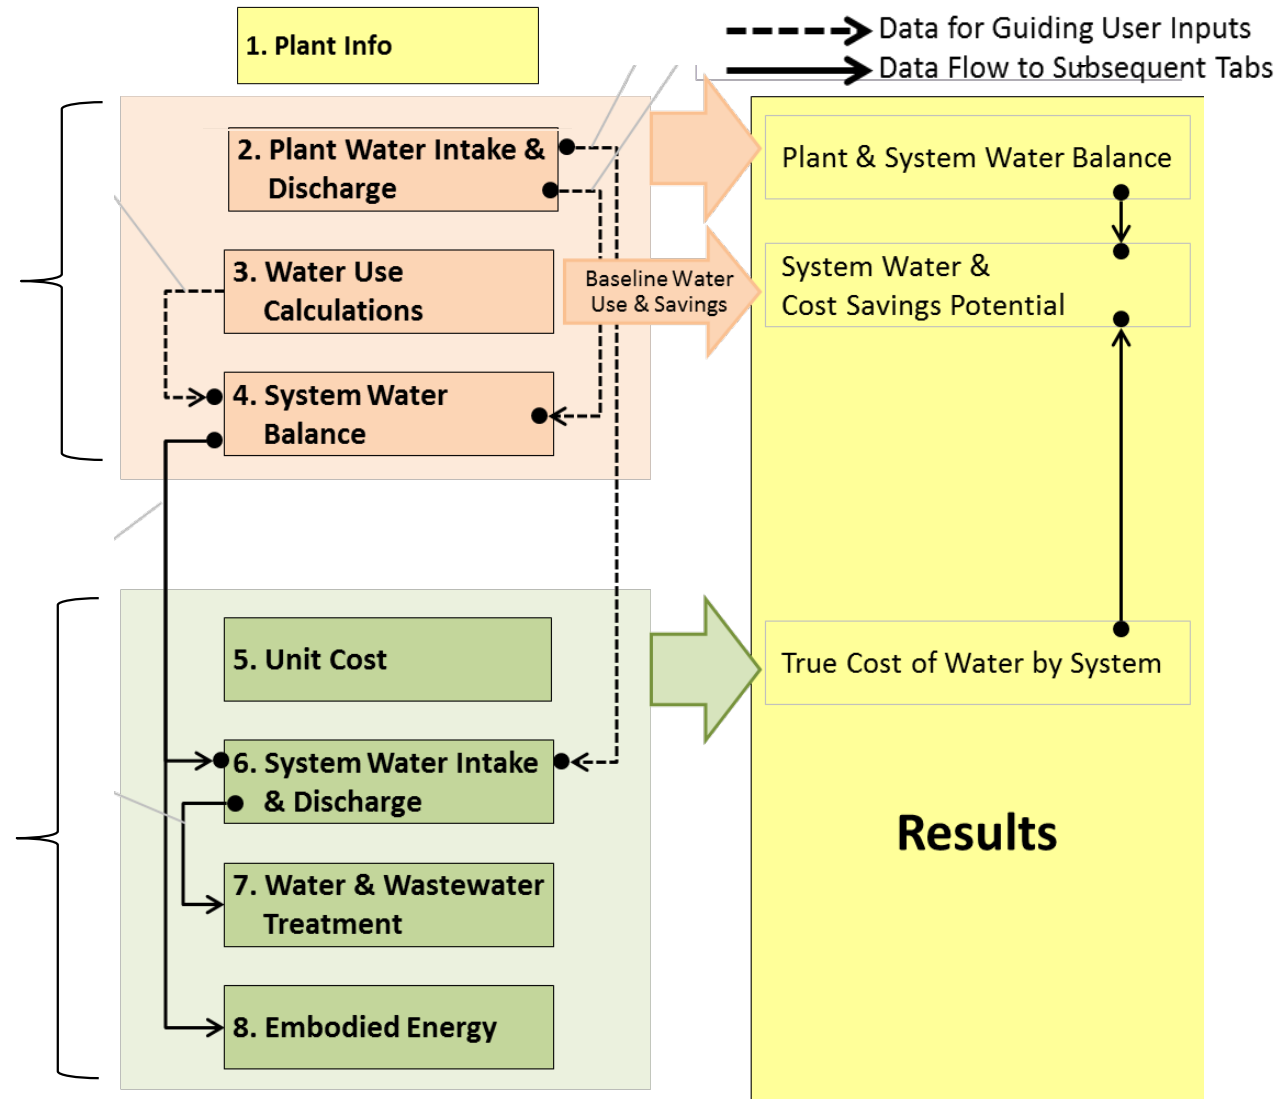 1. Plant Info
Data for Guiding User Inputs
Data Flow to Subsequent Tabs
2. Plant Water Intake &
Discharge
3. Water Use
Calculations
4. System Water
Balance
Baseline Water
Use & Savings
Plant & System Water Balance
System Water &
Cost Savings Potential
5. Unit Cost
6. System Water Intake
& Discharge
7. Water & Wastewater
Treatment
8. Embodied Energy
True Cost of Water by System
Results